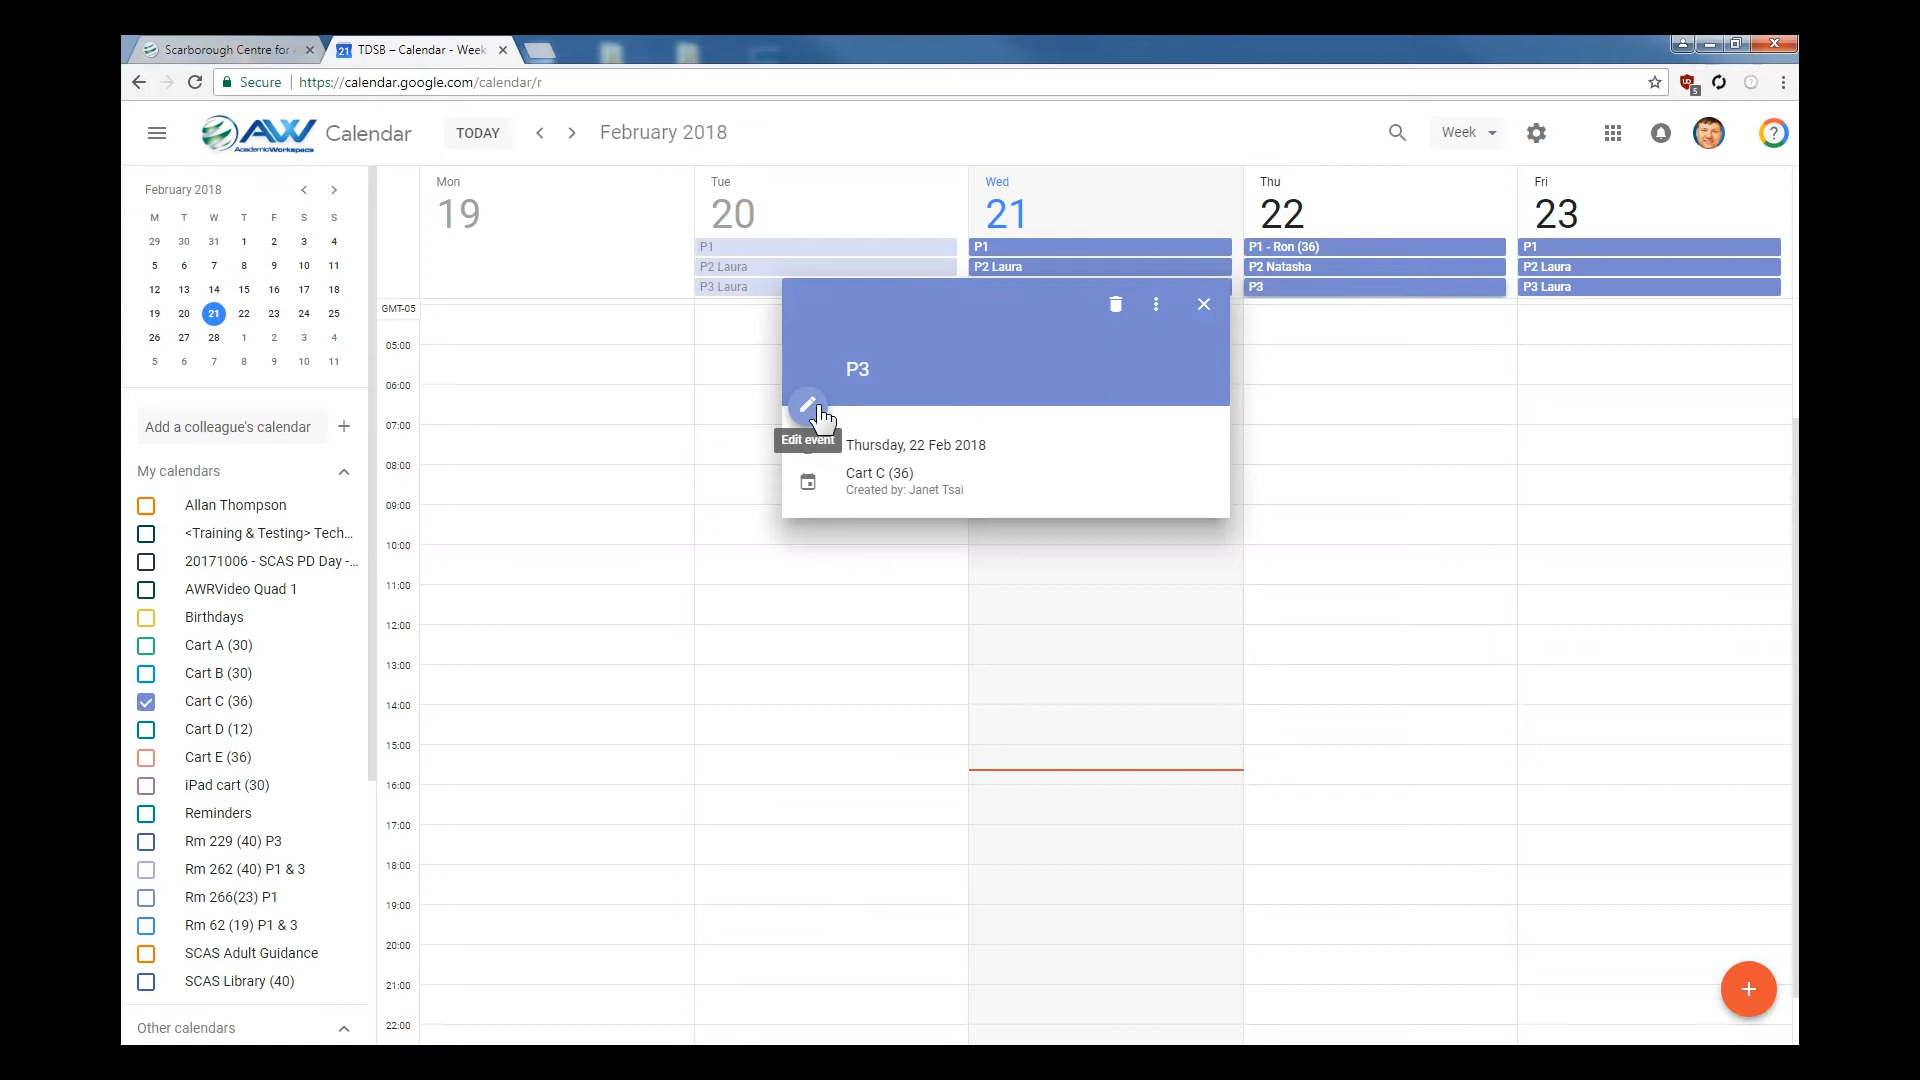 Scarborough Centre for
TDSB – Calendar - Week
Secure
https://calendar.google.com/calendar/r
5
AW
AcademicWorkspace
Calendar
TODAY
February 2018
Week
February 2018
M T W T F S S
29 30 31 1 2 3 4
5 6 7 8 9 10 11
12 13 14 15 16 17 18
19 20 21 22 23 24 25
26 27 28 1 2 3 4
5 6 7 8 9 10 11
Add a colleague's calendar
My calendars
Allan Thompson
<Training & Testing> Tech...
20171006 - SCAS PD Day -...
AWRVideo Quad 1
Birthdays
Cart A (30)
Cart B (30)
Cart C (36)
Cart D (12)
Cart E (36)
iPad cart (30)
Reminders
Rm 229 (40) P3
Rm 262 (40) P1 & 3
Rm 266(23) P1
Rm 62 (19) P1 & 3
SCAS Adult Guidance
SCAS Library (40)
Other calendars
Mon Tue Wed Thu Fri
19 20 21 22 23
P1 P1 P1 - Ron (36) P1
P2 Laura P2 Laura P2 Natasha P2 Laura
P3 Laura P3 P3 Laura
GMT-05
05:00
06:00
07:00
08:00
09:00
10:00
11:00
12:00
13:00
14:00
15:00
16:00
17:00
18:00
19:00
20:00
21:00
22:00
P3
Edit event
Thursday, 22 Feb 2018
Cart C (36)
Created by: Janet Tsai